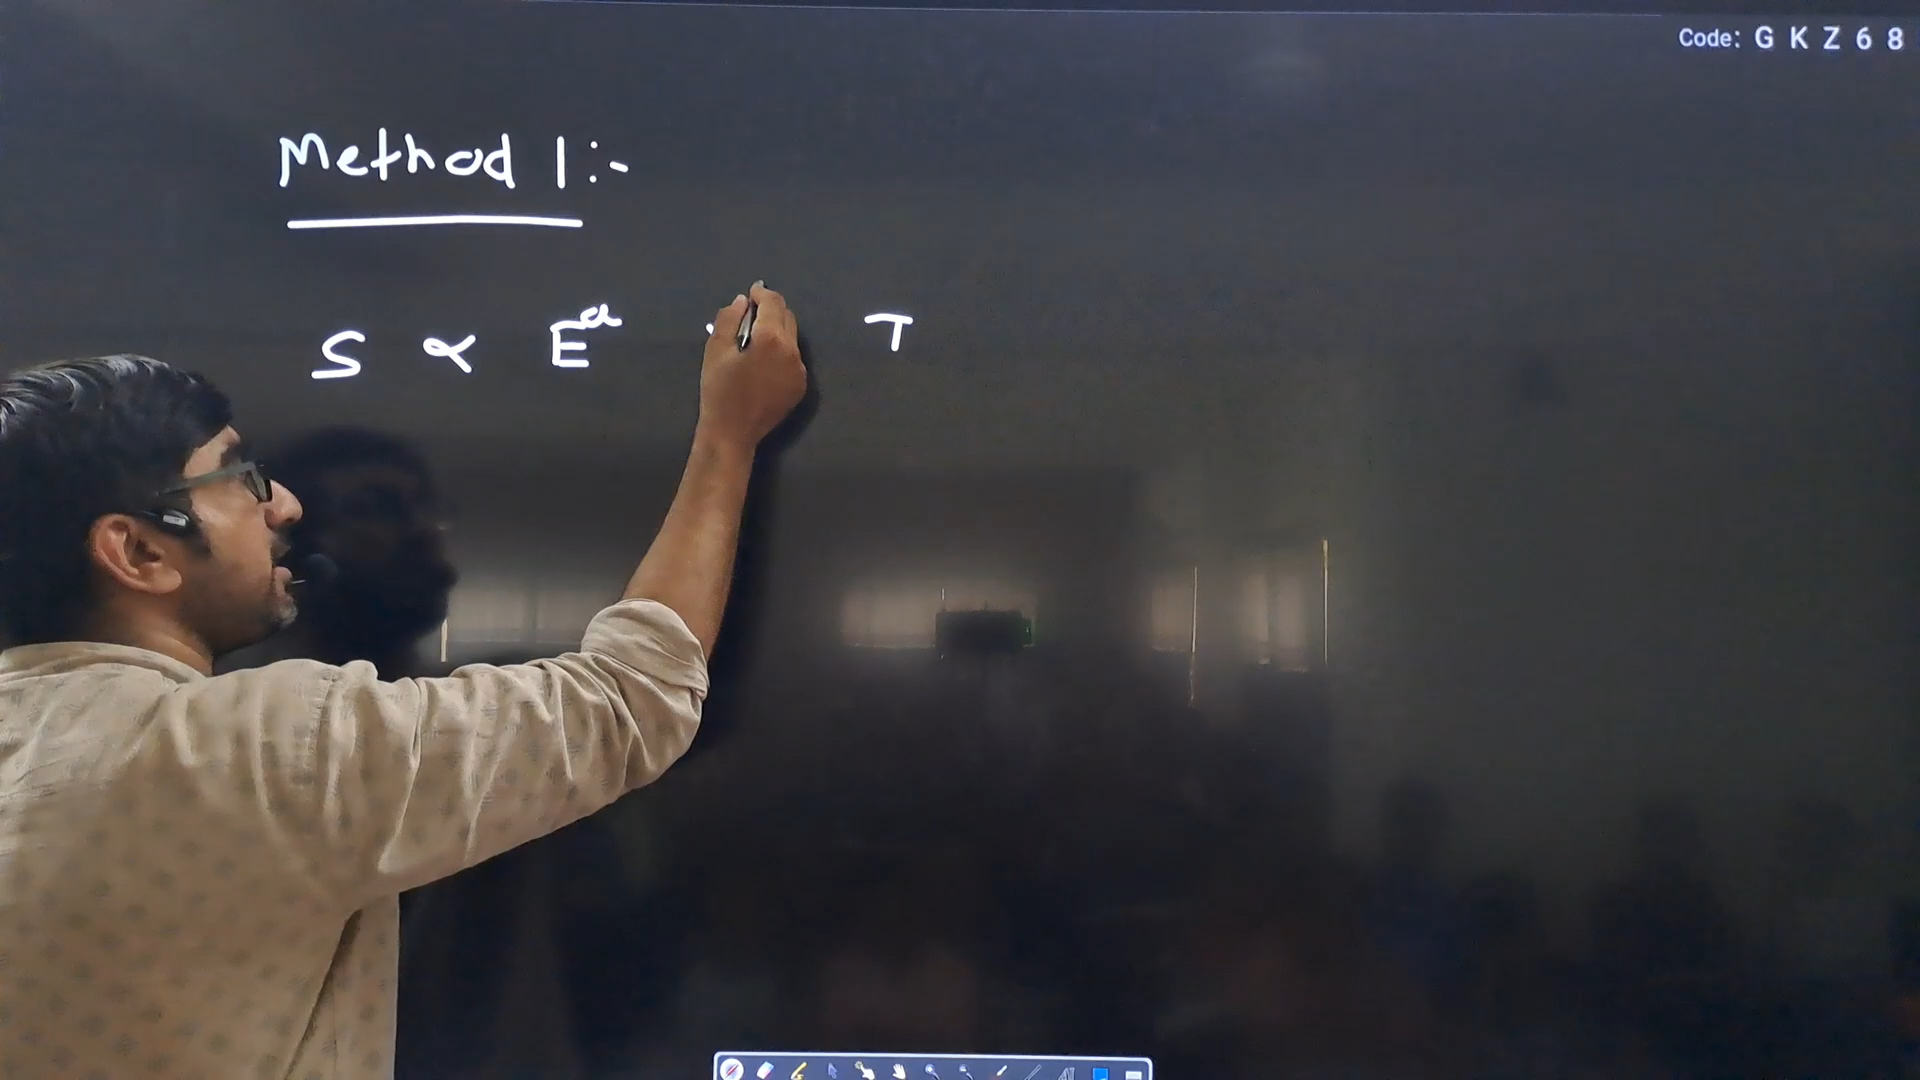 Code: G K Z 6 8
Method 1:-
S ∝ E^a T